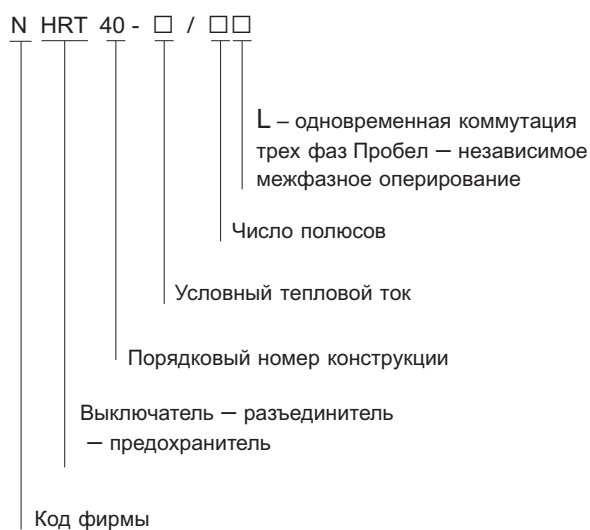 N HRT 40 - □ / □□
L – одновременная коммутация
трех фаз Пробел – независимое
межфазное оперирование
Число полюсов
Условный тепловой ток
Порядковый номер конструкции
Выключатель – разъединитель
– предохранитель
Код фирмы